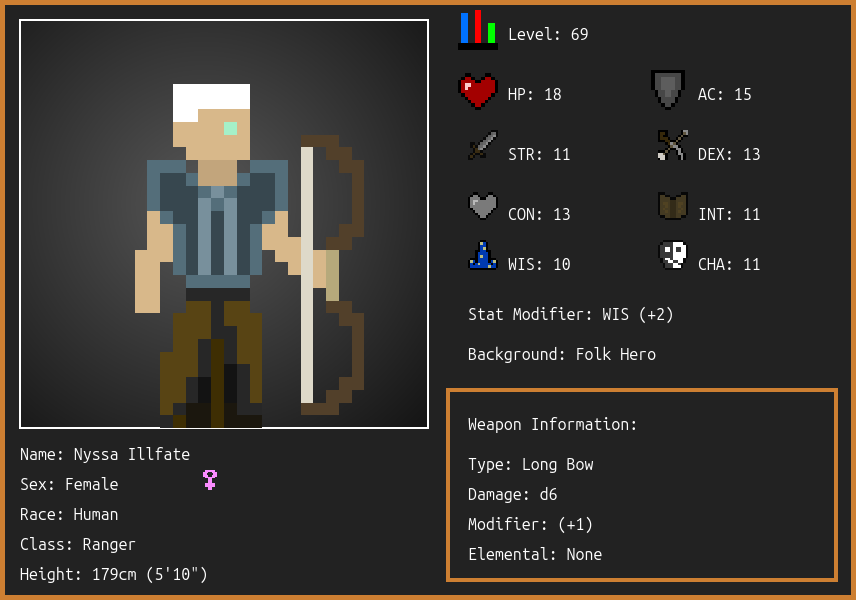 Level: 69
HP: 18
AC: 15
STR: 11
DEX: 13
CON: 13
INT: 11
WIS: 10
CHA: 11
Stat Modifier: WIS (+2)
Background: Folk Hero
Weapon Information:
Type: Long Bow
Damage: d6
Modifier: (+1)
Elemental: None
Name: Nyssa Illfate
Sex: Female
Race: Human
Class: Ranger
Height: 179cm (5'10")